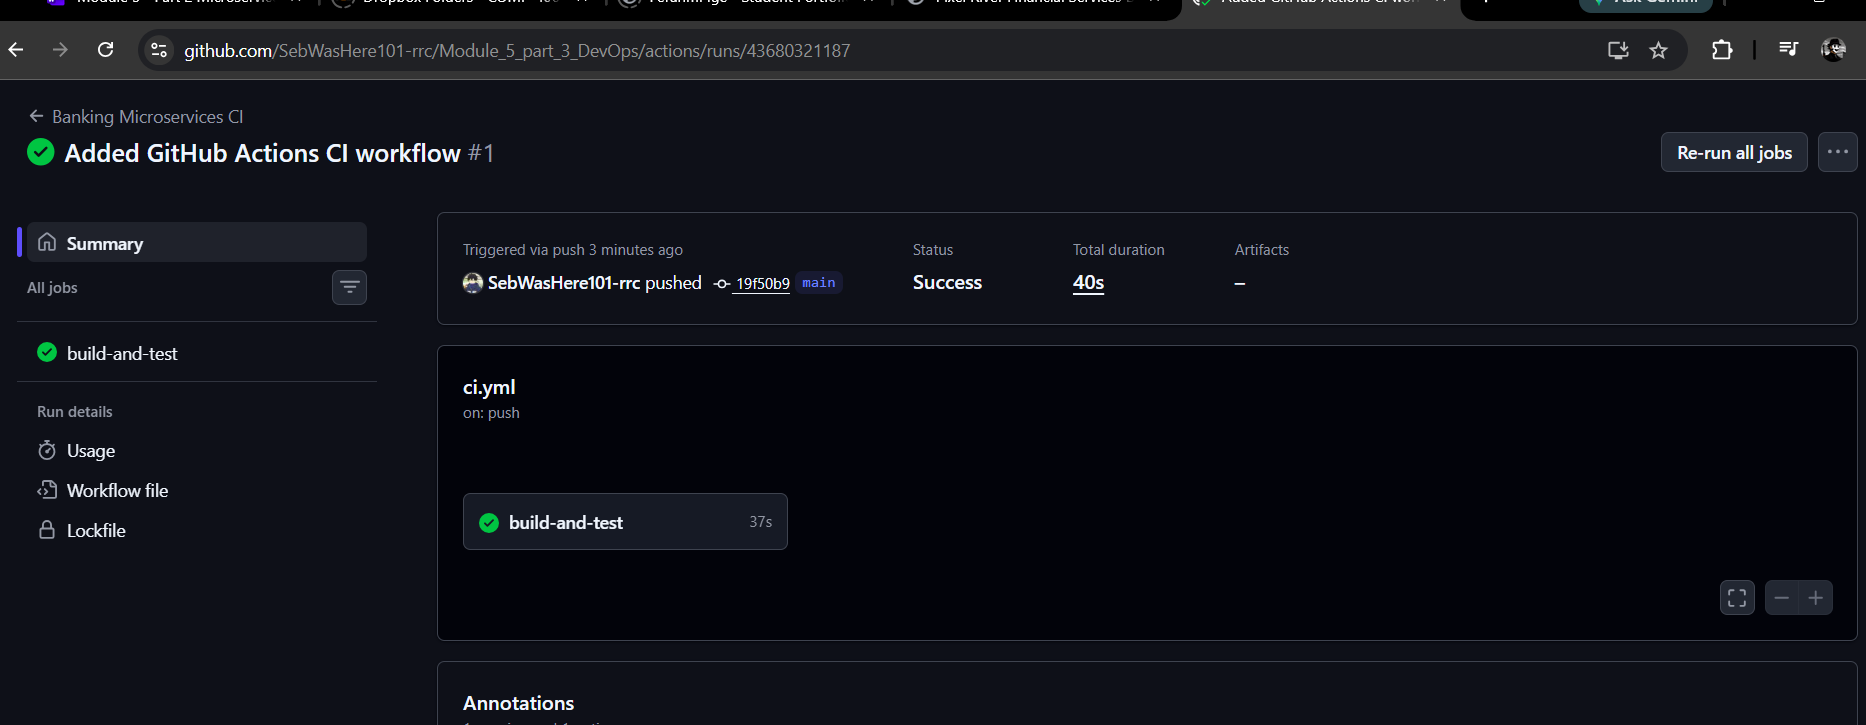 github.com/SebWasHere101-rrc/Module_5_part_3_DevOps/actions/runs/43680321187
Banking Microservices CI
Added GitHub Actions CI workflow #1
Re-run all jobs
Summary
All jobs
build-and-test
Run details
Usage
Workflow file
Lockfile
Triggered via push 3 minutes ago
SebWasHere101-rrc pushed 19f50b9 main
Status
Success
Total duration
40s
Artifacts
–
ci.yml
on: push
build-and-test 37s
Annotations